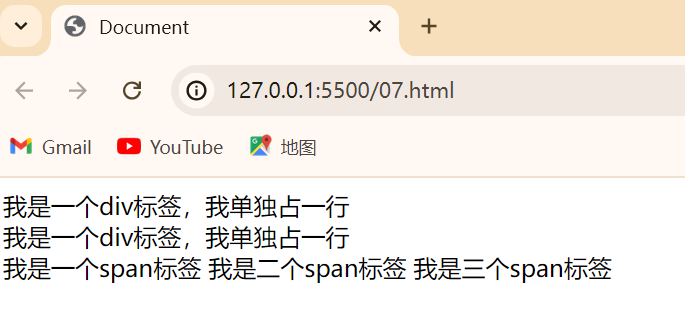 Document
127.0.0.1:5500/07.html
Gmail YouTube 地图
我是一个div标签，我单独占一行
我是一个div标签，我单独占一行
我是一个span标签 我是二个span标签 我是三个span标签